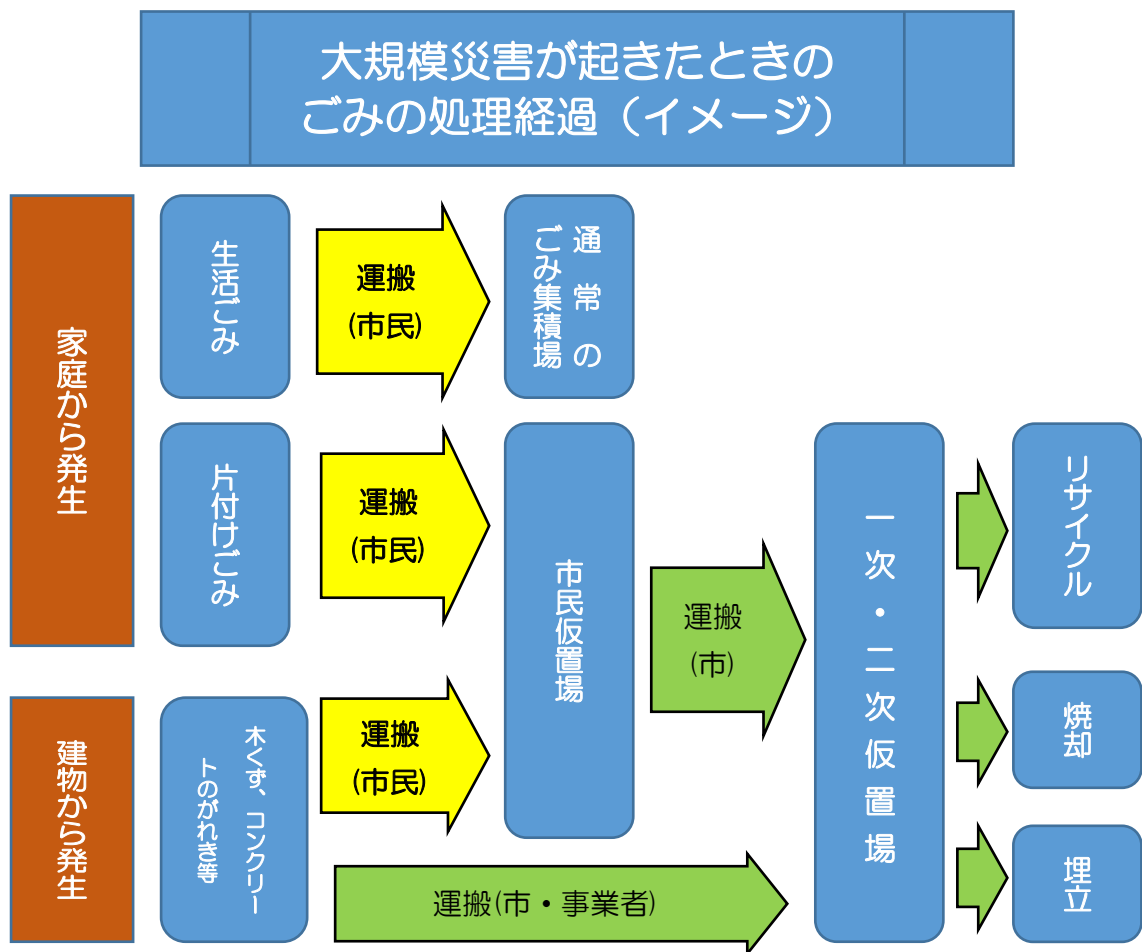 大規模災害が起きたときの
ごみの処理経過（イメージ）
家庭から発生
生活ごみ
運搬
(市民)
通常の
ごみ集積場
片付けごみ
運搬
(市民)
市民仮置場
運搬
(市)
一次・二次仮置場
リサイクル
焼却
埋立
建物から発生
木くず、コンクリー
トのがれき等
運搬
(市民)
運搬(市・事業者)